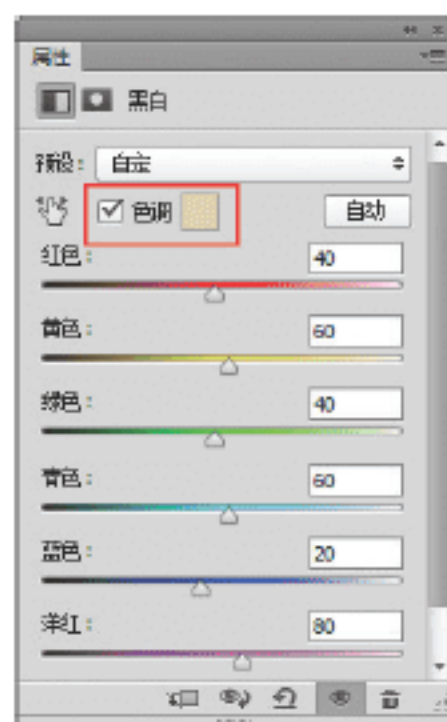 属性
黑白
预设： 自定
色调 自动
红色： 40
黄色： 60
绿色： 40
青色： 60
蓝色： 20
洋红： 80